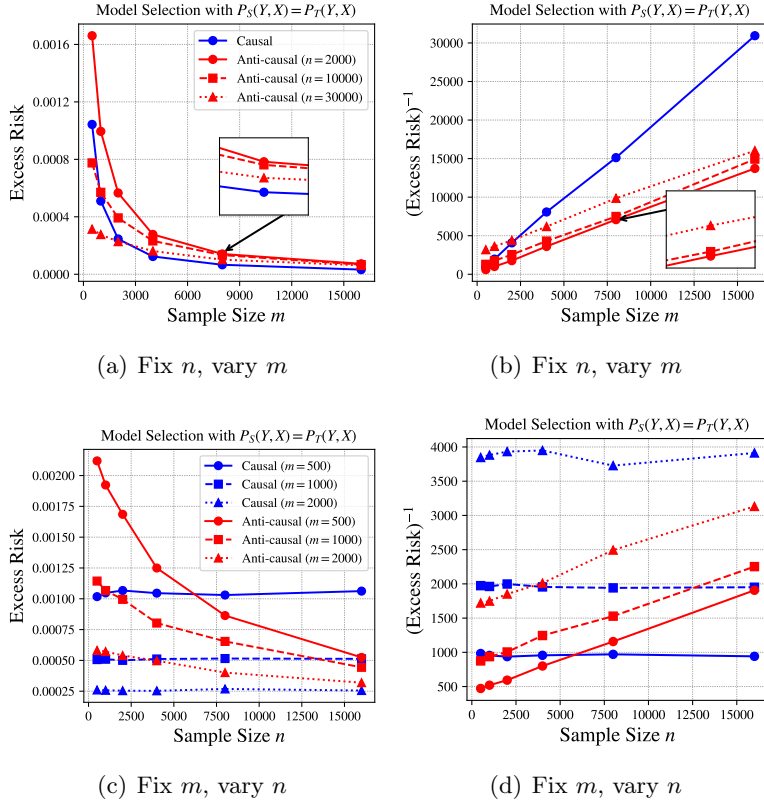 Model Selection with P_S(Y, X) = P_T(Y, X)
Excess Risk
0.0016
0.0012
0.0008
0.0004
0.0000
Causal
Anti-causal (n = 2000)
Anti-causal (n = 10000)
Anti-causal (n = 30000)
0 3000 6000 9000 12000 15000
Sample Size m
(a) Fix n, vary m
Model Selection with P_S(Y, X) = P_T(Y, X)
(Excess Risk)⁻¹
30000
25000
20000
15000
10000
5000
0
0 2500 5000 7500 10000 12500 15000
Sample Size m
(b) Fix n, vary m
Model Selection with P_S(Y, X) = P_T(Y, X)
Excess Risk
0.00200
0.00175
0.00150
0.00125
0.00100
0.00075
0.00050
0.00025
Causal (m = 500)
Causal (m = 1000)
Causal (m = 2000)
Anti-causal (m = 500)
Anti-causal (m = 1000)
Anti-causal (m = 2000)
0 2500 5000 7500 10000 12500 15000
Sample Size n
(c) Fix m, vary n
Model Selection with P_S(Y, X) = P_T(Y, X)
(Excess Risk)⁻¹
4000
3500
3000
2500
2000
1500
1000
500
0 2500 5000 7500 10000 12500 15000
Sample Size n
(d) Fix m, vary n